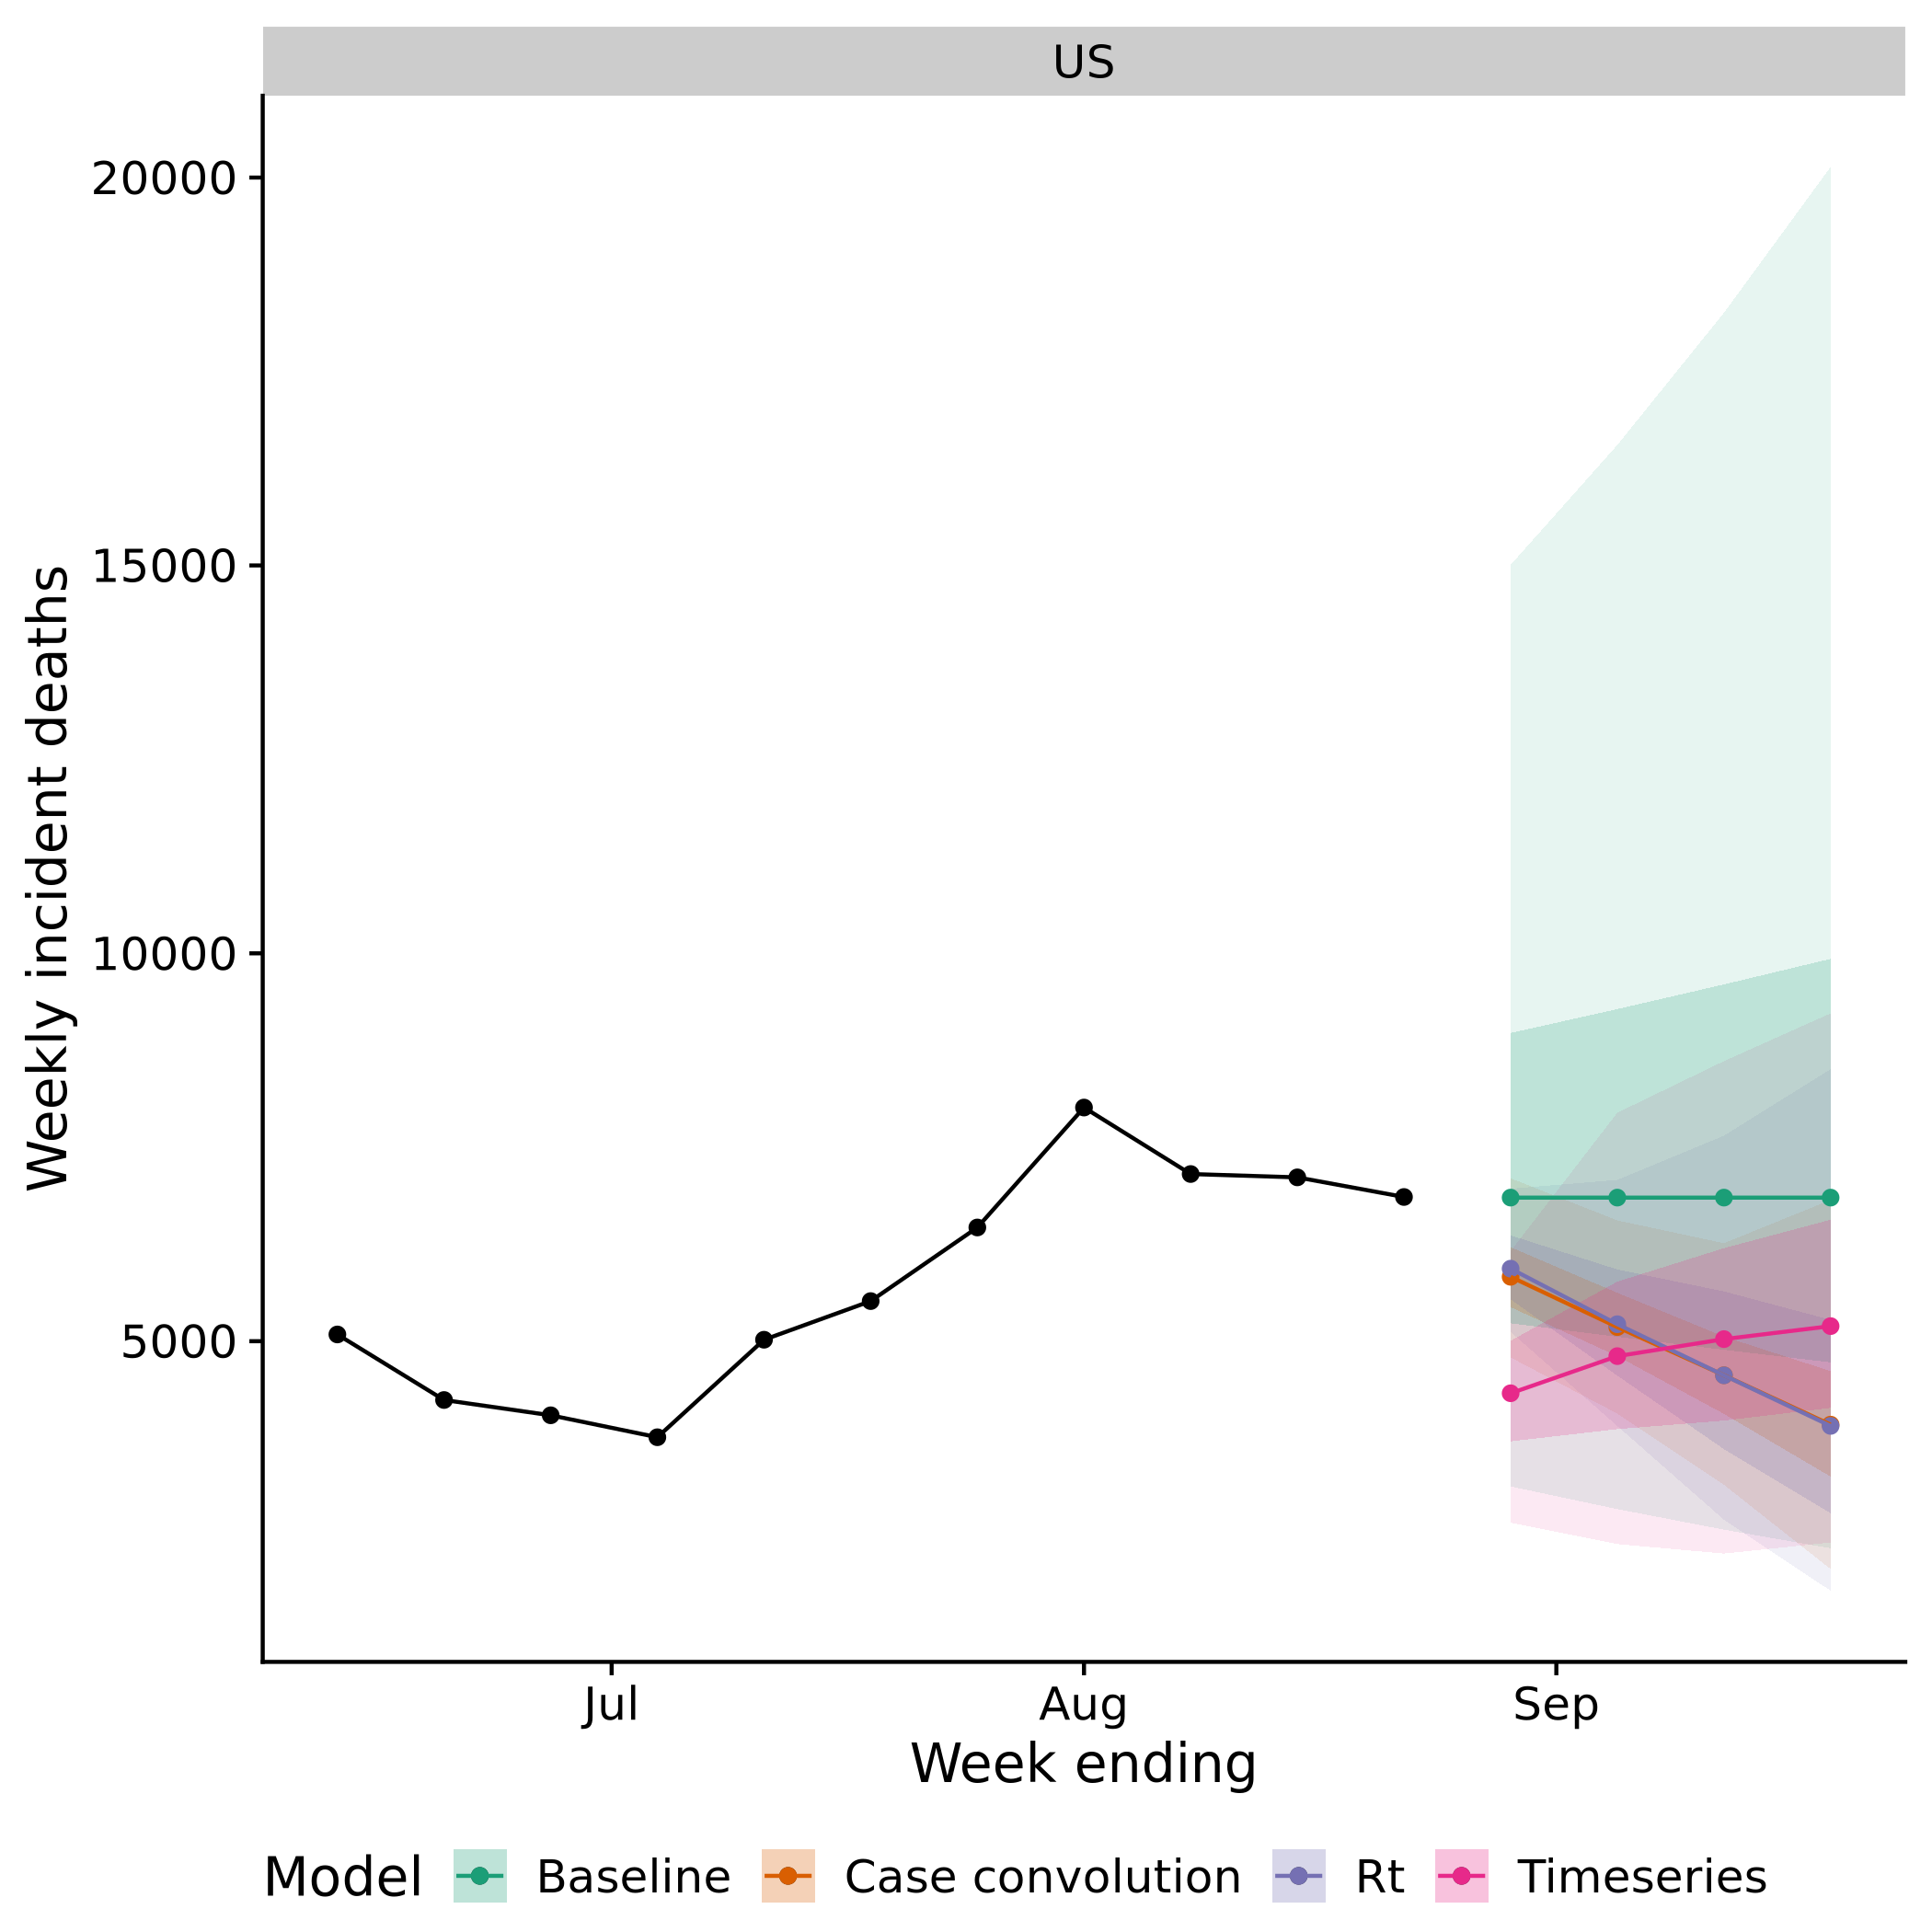 US
20000
15000
10000
5000
Weekly incident deaths
Jul Aug Sep
Week ending
Model Baseline Case convolution Rt Timeseries